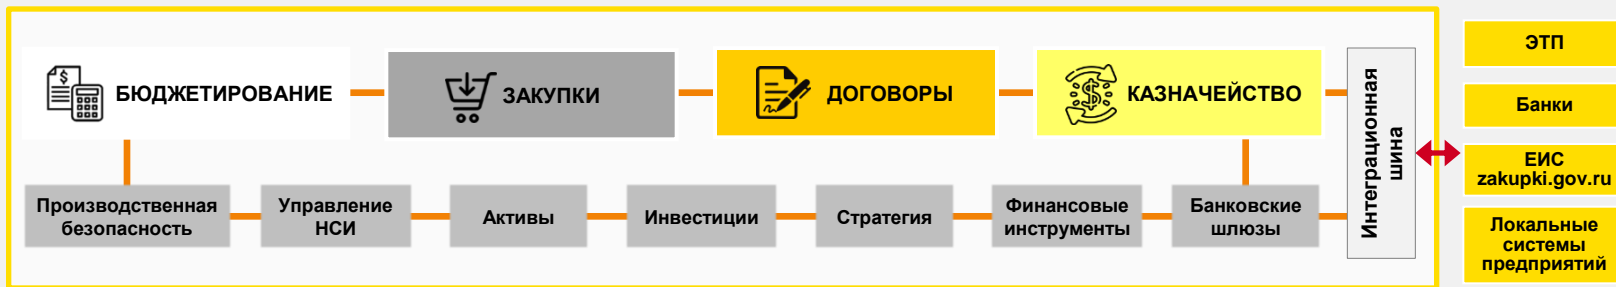 БЮДЖЕТИРОВАНИЕ
ЗАКУПКИ
ДОГОВОРЫ
КАЗНАЧЕЙСТВО
Производственная
безопасность
Управление
НСИ
Активы
Инвестиции
Стратегия
Финансовые
инструменты
Банковские
шлюзы
Интеграционная
шина
ЭТП
Банки
ЕИС
zakupki.gov.ru
Локальные
системы
предприятий